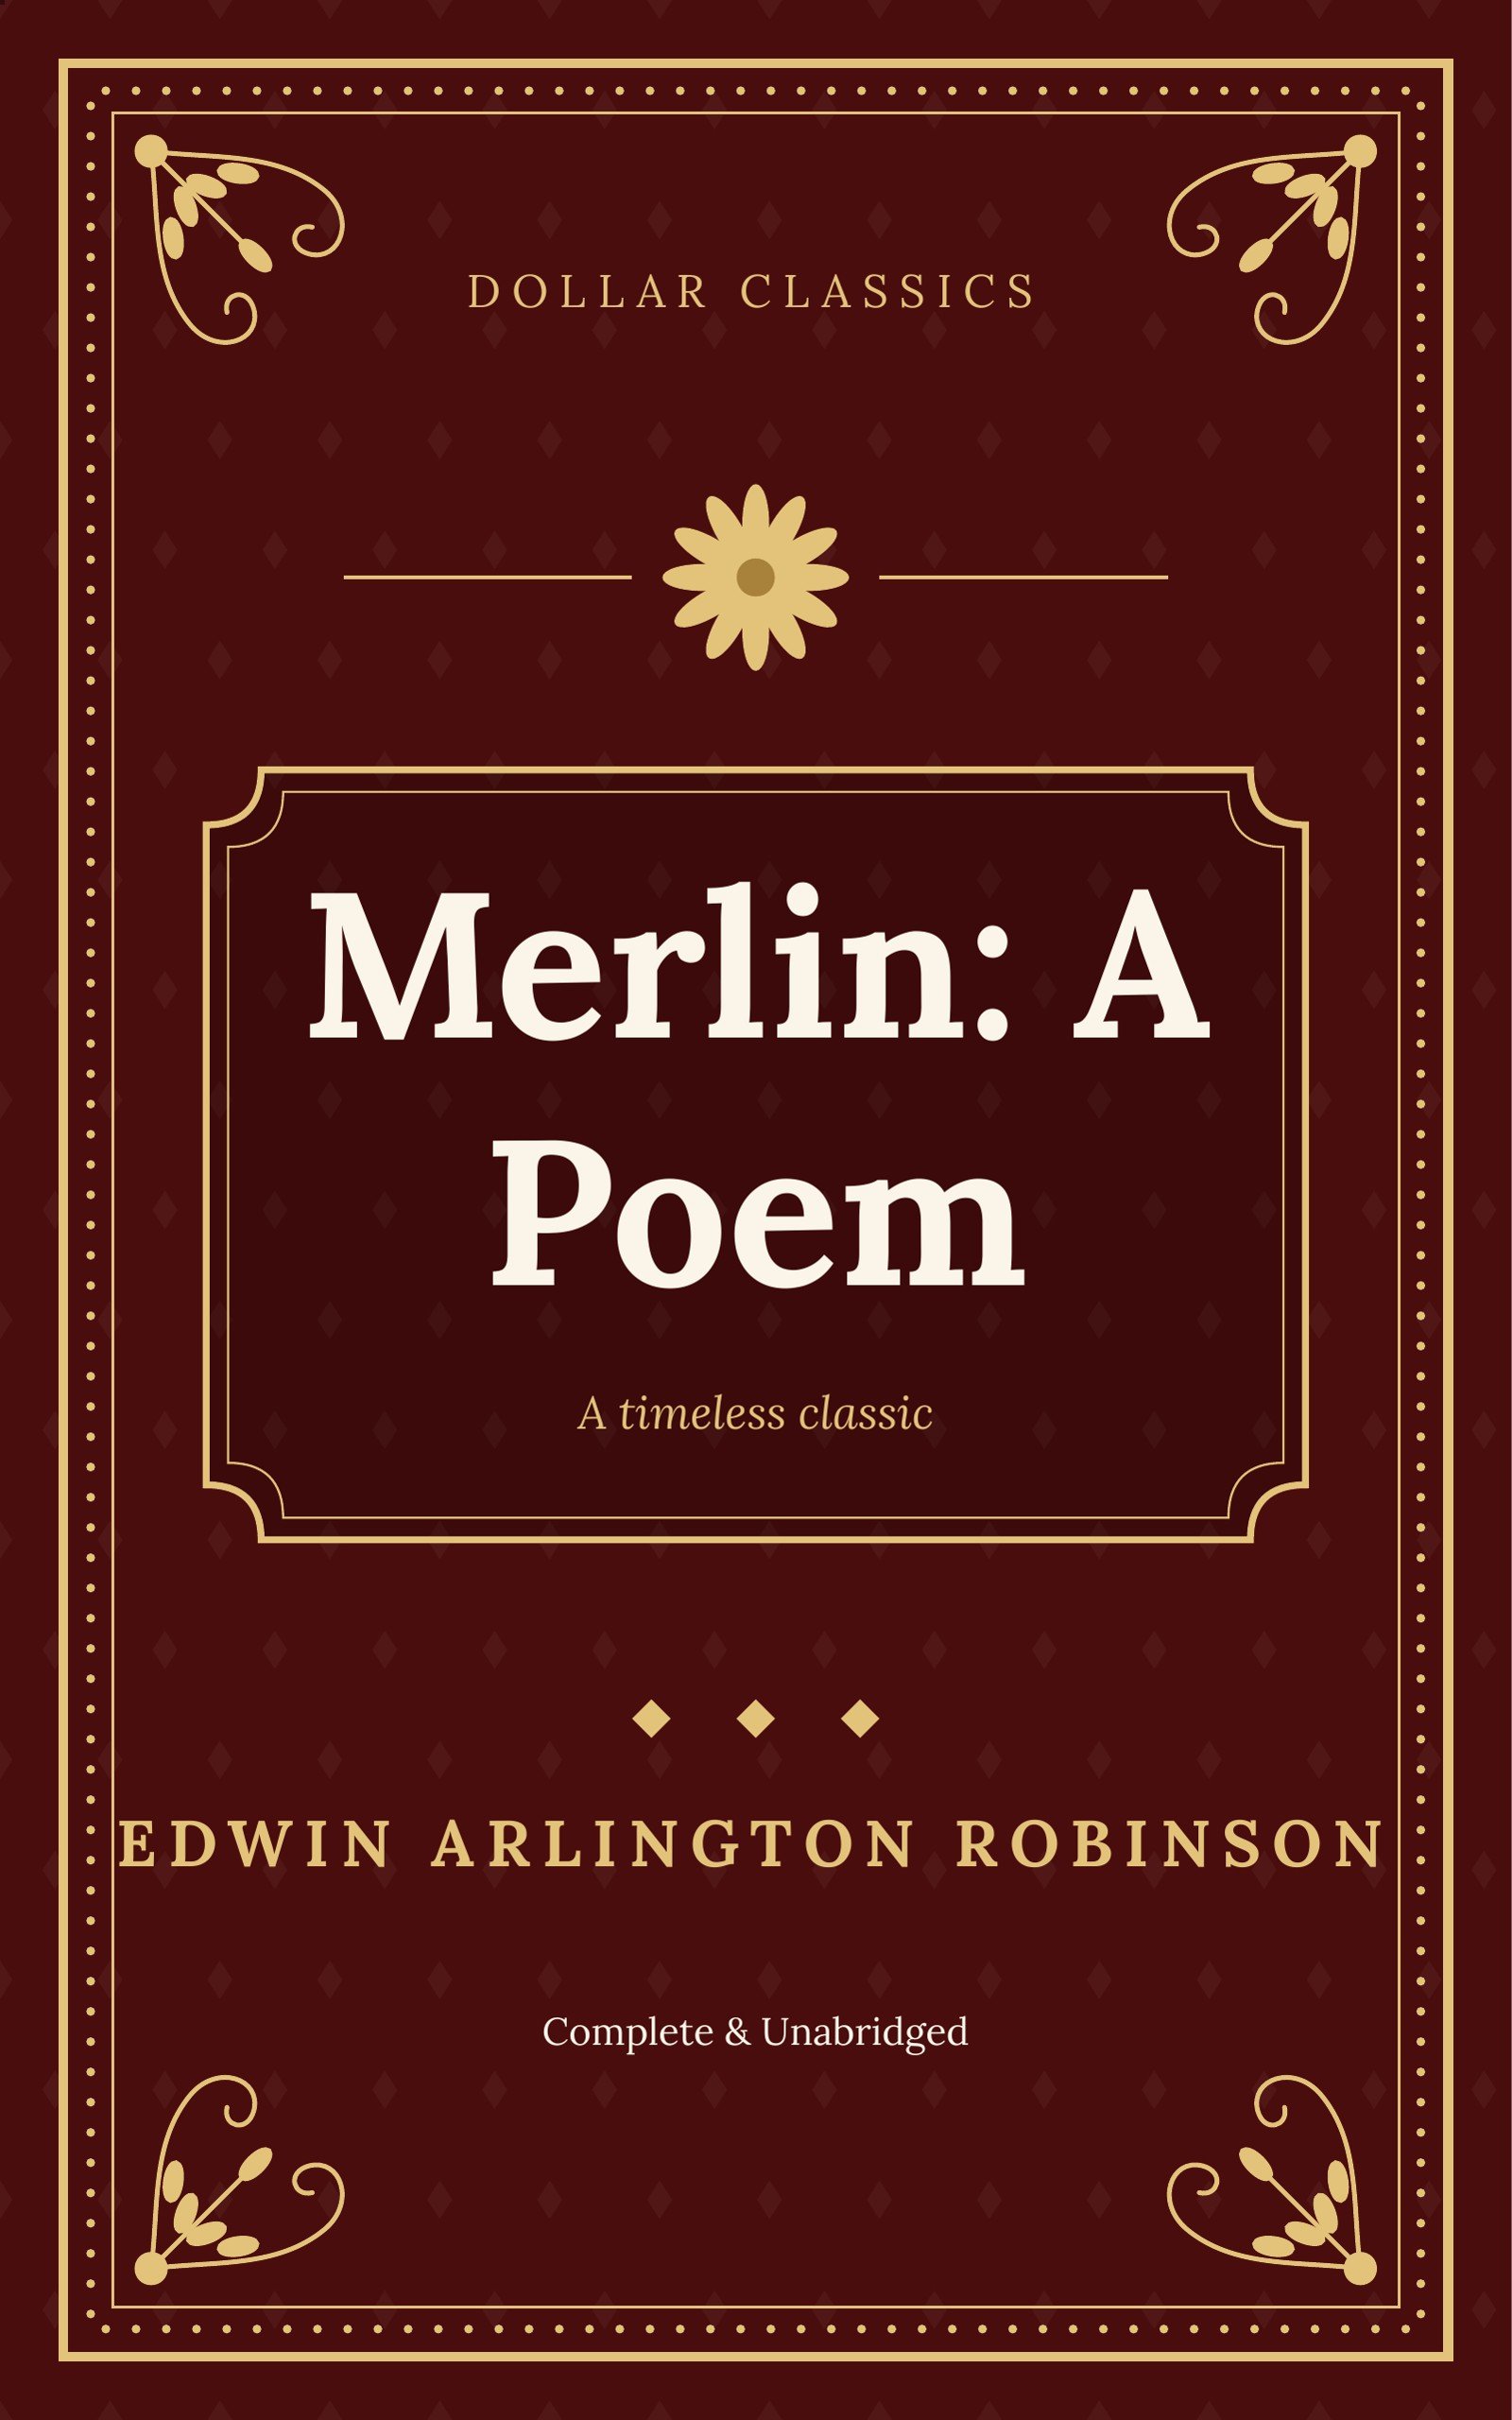 DOLLAR CLASSICS
Merlin: A
Poem
A timeless classic
EDWIN ARLINGTON ROBINSON
Complete & Unabridged